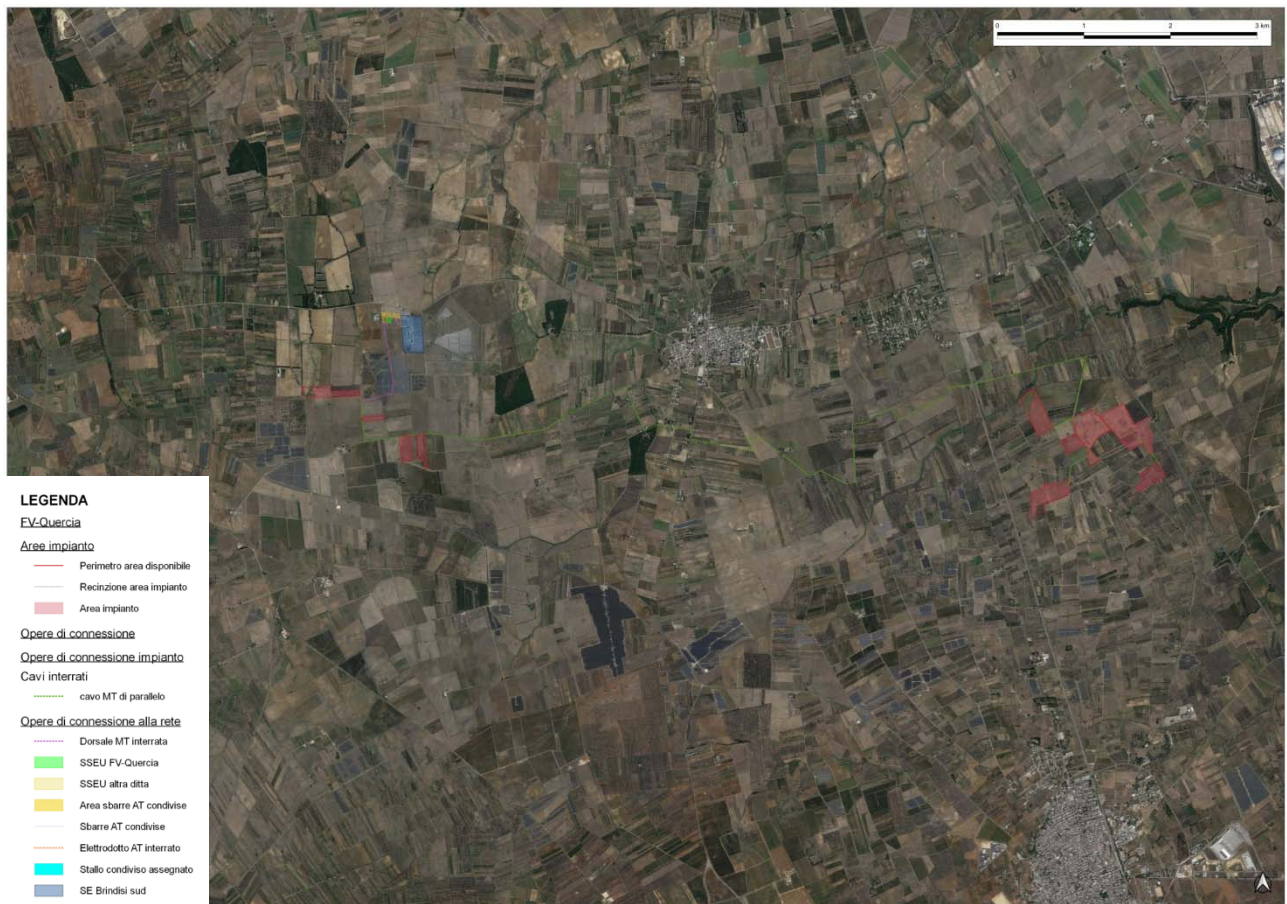 0 1 2 3 km
LEGENDA
FV-Quercia
Aree impianto
Perimetro area disponibile
Recinzione area impianto
Area impianto
Opere di connessione
Opere di connessione impianto
Cavi interrati
cavo MT di parallelo
Opere di connessione alla rete
Dorsale MT interrata
SSEU FV-Quercia
SSEU altra ditta
Area sbarre AT condivise
Sbarre AT condivise
Elettrodotto AT interrato
Stallo condiviso assegnato
SE Brindisi sud